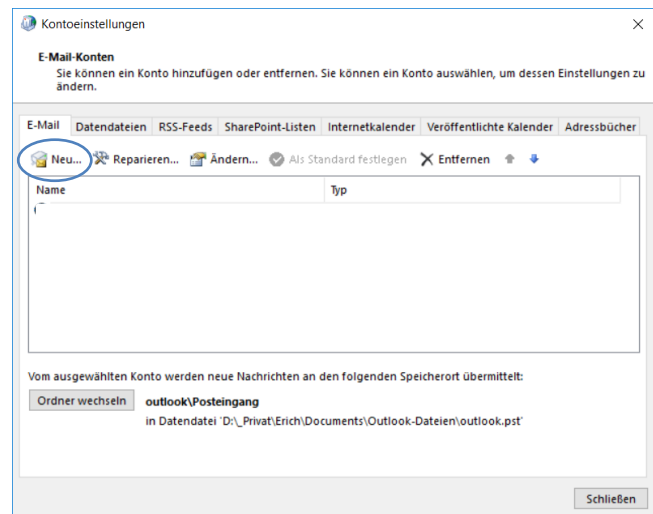 Kontoeinstellungen
E-Mail-Konten
Sie können ein Konto hinzufügen oder entfernen. Sie können ein Konto auswählen, um dessen Einstellungen zu
ändern.
E-Mail Datendateien RSS-Feeds SharePoint-Listen Internetkalender Veröffentlichte Kalender Adressbücher
Neu... Reparieren... Ändern... Als Standard festlegen Entfernen
Name Typ
Vom ausgewählten Konto werden neue Nachrichten an den folgenden Speicherort übermittelt:
Ordner wechseln outlook\Posteingang
in Datendatei 'D:\_Privat\Erich\Documents\Outlook-Dateien\outlook.pst'
Schließen